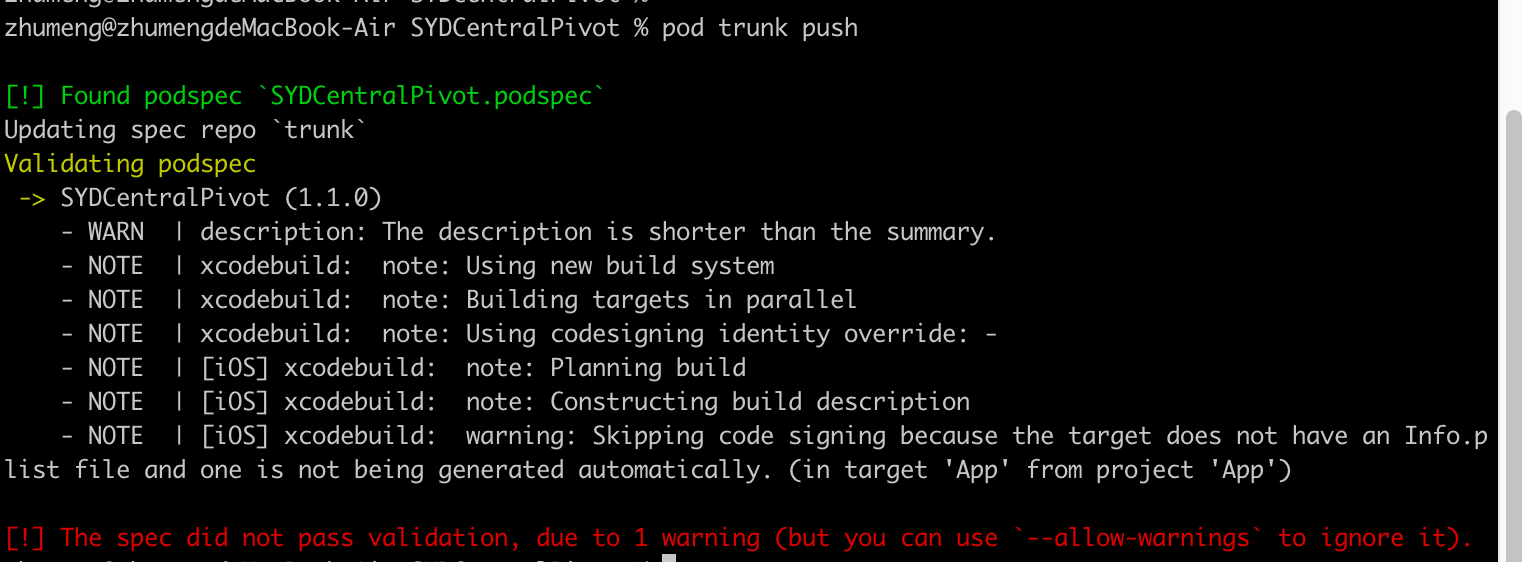 zhumeng@zhumengdeMacBook-Air SYDCentralPivot %
zhumeng@zhumengdeMacBook-Air SYDCentralPivot % pod trunk push
[!] Found podspec `SYDCentralPivot.podspec`
Updating spec repo `trunk`
Validating podspec
-> SYDCentralPivot (1.1.0)
- WARN | description: The description is shorter than the summary.
- NOTE | xcodebuild: note: Using new build system
- NOTE | xcodebuild: note: Building targets in parallel
- NOTE | xcodebuild: note: Using codesigning identity override: -
- NOTE | [iOS] xcodebuild: note: Planning build
- NOTE | [iOS] xcodebuild: note: Constructing build description
- NOTE | [iOS] xcodebuild: warning: Skipping code signing because the target does not have an Info.p
list file and one is not being generated automatically. (in target 'App' from project 'App')
[!] The spec did not pass validation, due to 1 warning (but you can use `--allow-warnings` to ignore it).